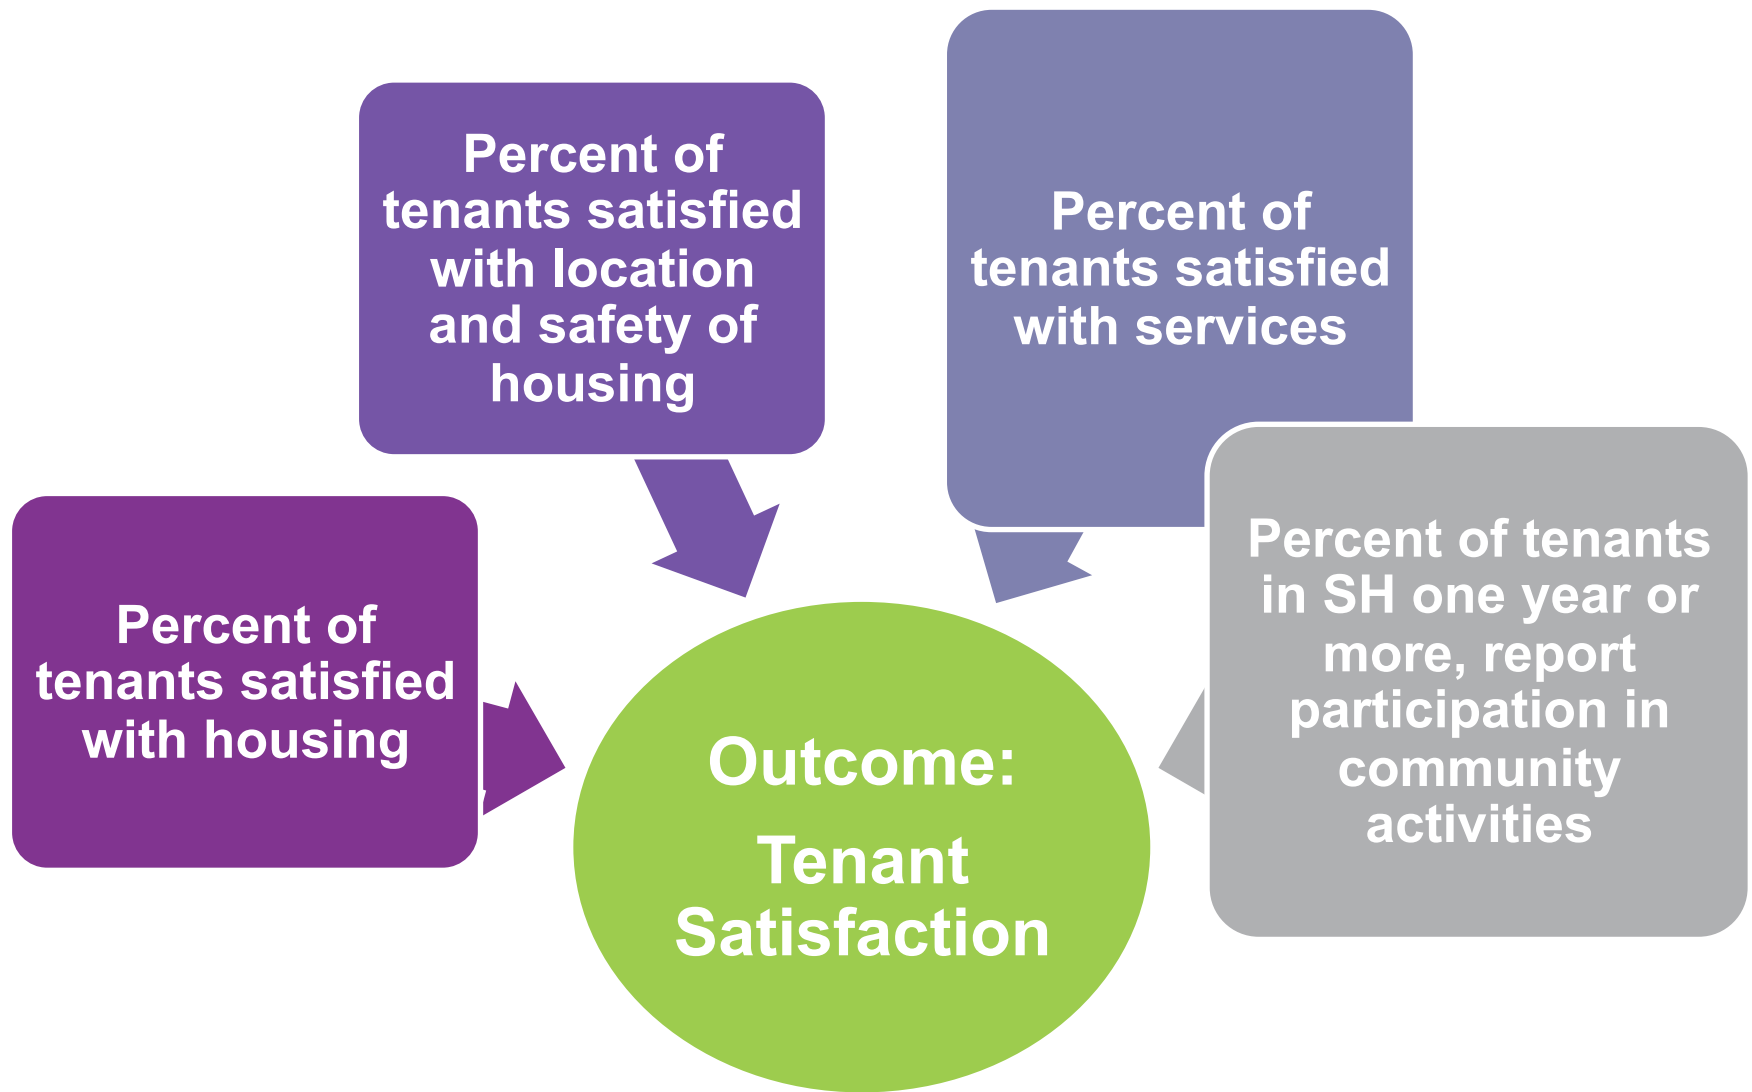 Percent of
tenants satisfied
with housing
Percent of
tenants satisfied
with location
and safety of
housing
Percent of
tenants satisfied
with services
Percent of tenants
in SH one year or
more, report
participation in
community
activities
Outcome:
Tenant
Satisfaction